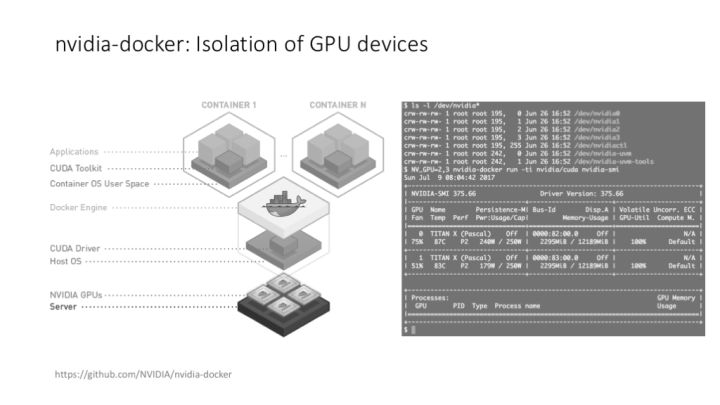 nvidia-docker: Isolation of GPU devices
CONTAINER 1
CONTAINER N
...
Applications
CUDA Toolkit
Container OS User Space
Docker Engine
CUDA Driver
Host OS
NVIDIA GPUs
Server
$ ls -l /dev/nvidia*
crw-rw-rw- 1 root root 195,   0 Jun 26 16:52 /dev/nvidia0
crw-rw-rw- 1 root root 195,   1 Jun 26 16:52 /dev/nvidia1
crw-rw-rw- 1 root root 195,   2 Jun 26 16:52 /dev/nvidia2
crw-rw-rw- 1 root root 195,   3 Jun 26 16:52 /dev/nvidia3
crw-rw-rw- 1 root root 195, 255 Jun 26 16:52 /dev/nvidiactl
crw-rw-rw- 1 root root 242,   0 Jun 26 16:52 /dev/nvidia-uvm
crw-rw-rw- 1 root root 242,   1 Jun 26 16:52 /dev/nvidia-uvm-tools
$ NV_GPU=2,3 nvidia-docker run -ti nvidia/cuda nvidia-smi
Sun Jul  9 08:04:42 2017
| NVIDIA-SMI 375.66                 Driver Version: 375.66                    |
| GPU  Name        Persistence-M| Bus-Id        Disp.A | Volatile Uncorr. ECC |
| Fan  Temp  Perf  Pwr:Usage/Cap|         Memory-Usage | GPU-Util  Compute M. |
|   0  TITAN X (Pascal)    Off  | 0000:82:00.0     Off |                  N/A |
| 75%   87C    P2   240W / 250W |   2295MiB / 12189MiB |    100%      Default |
|   1  TITAN X (Pascal)    Off  | 0000:83:00.0     Off |                  N/A |
| 51%   83C    P2   179W / 250W |   2295MiB / 12189MiB |    100%      Default |
| Processes:                                                       GPU Memory |
|  GPU       PID  Type  Process name                               Usage      |
$
https://github.com/NVIDIA/nvidia-docker